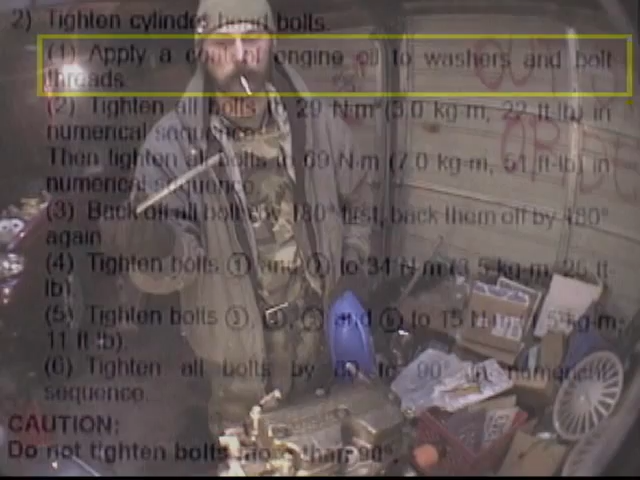 2) Tighten cylinder head bolts.
(1) Apply a coat of engine oil to washers and bolt
threads.
(2) Tighten all bolts to 29 N·m (3.0 kg-m, 22 ft-lb) in
numerical sequence.
Then tighten all bolts to 69 N·m (7.0 kg-m, 51 ft-lb) in
numerical sequence.
(3) Back off all bolts by 180° first, back them off by 180°
again.
(4) Tighten bolts ① and ② to 34 N·m (3.5 kg-m, 25 ft-
lb).
(5) Tighten bolts ③, ④, ⑤ and ⑥ to 15 N·m (1.5 kg-m,
11 ft-lb).
(6) Tighten all bolts by 80 to 90° in numerical
sequence.
CAUTION:
Do not tighten bolts more than 90°.
OUT